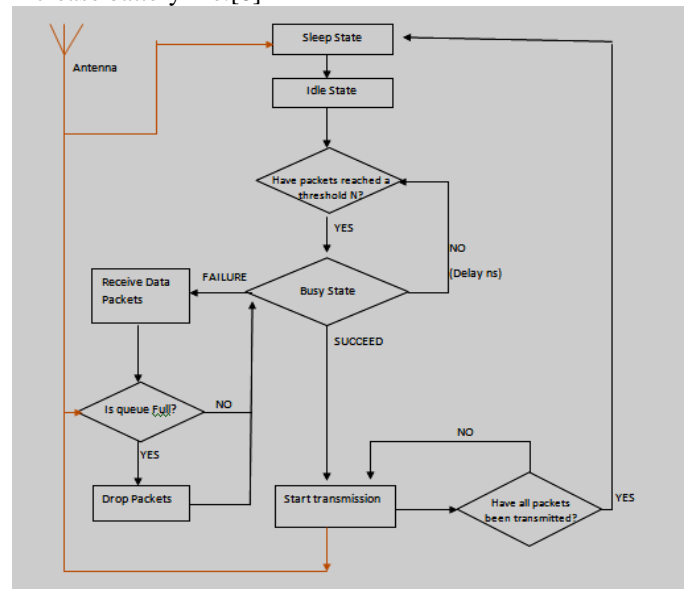 Sleep State
Antenna
Idle State
Have packets reached a
threshold N?
YES
NO
(Delay ns)
Receive Data
Packets
FAILURE
Busy State
SUCCEED
Is queue Full?
NO
YES
NO
Drop Packets
Start transmission
Have all packets
been transmitted?
YES